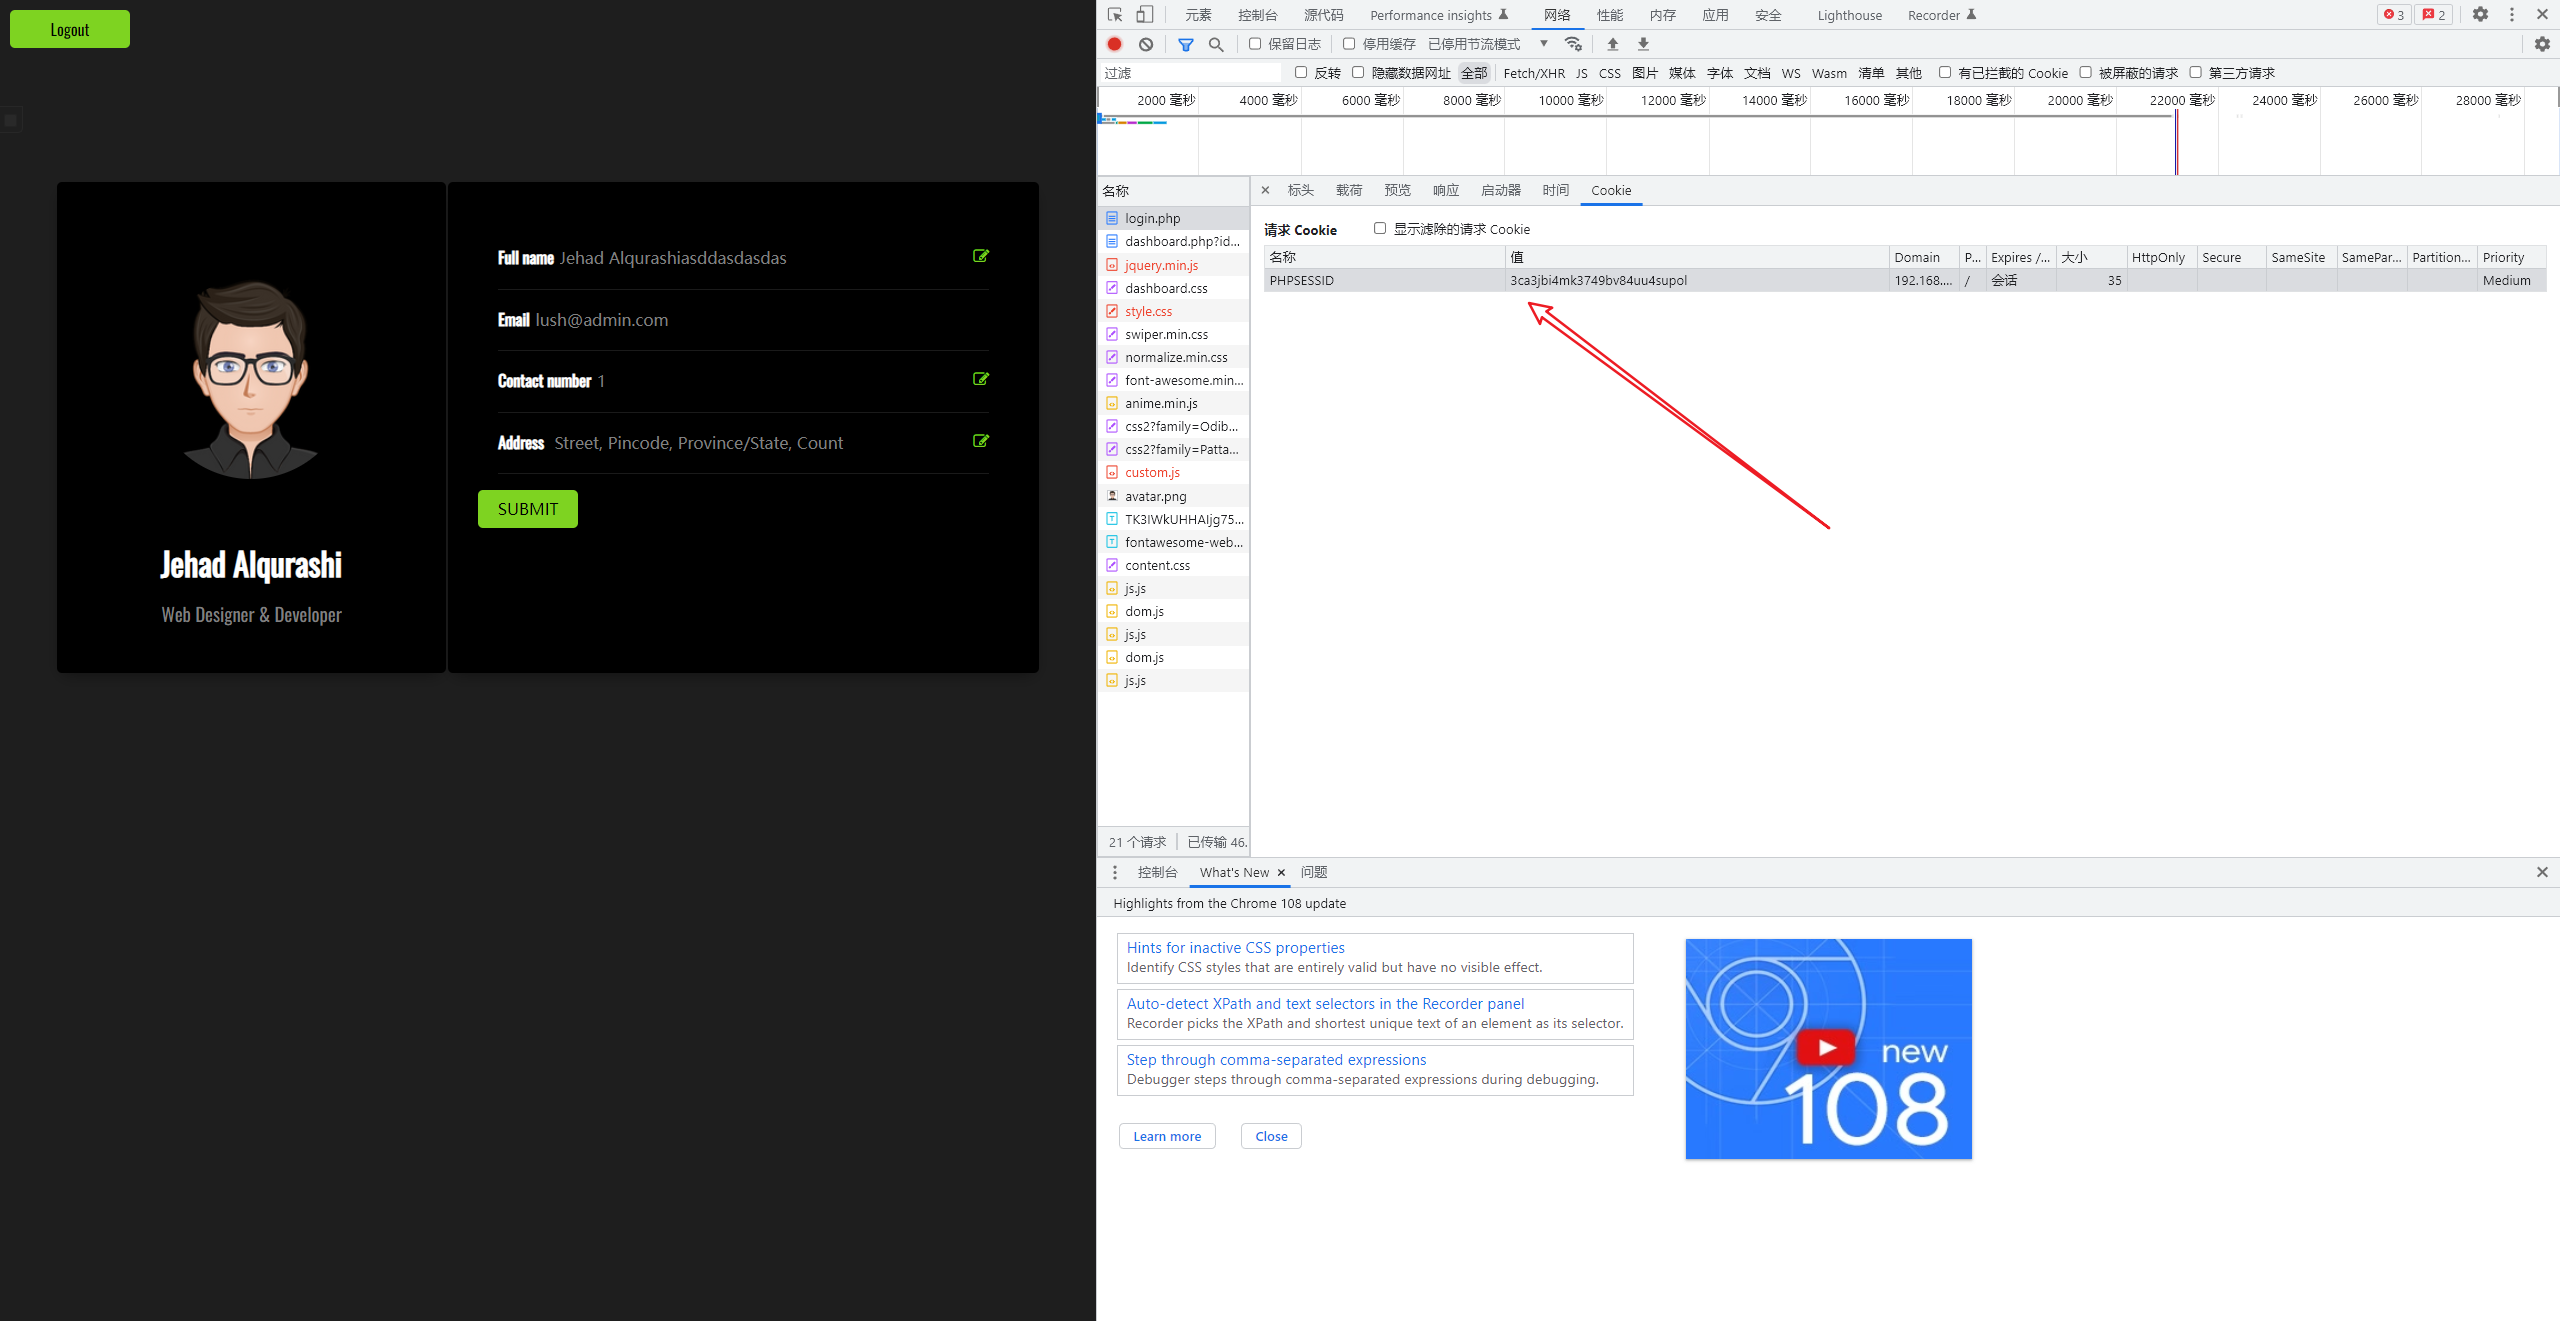 Logout
Full name Jehad Alqurashiasddasdasdas
Email lush@admin.com
Contact number 1
Address Street, Pincode, Province/State, Count
SUBMIT
Jehad Alqurashi
Web Designer & Developer
元素 控制台 源代码 Performance insights 网络 性能 内存 应用 安全 Lighthouse Recorder 3 2
保留日志 停用缓存 已停用节流模式
过滤 反转 隐藏数据网址 全部 Fetch/XHR JS CSS 图片 媒体 字体 文档 WS Wasm 清单 其他 有已拦截的 Cookie 被屏蔽的请求 第三方请求
2000 毫秒 4000 毫秒 6000 毫秒 8000 毫秒 10000 毫秒 12000 毫秒 14000 毫秒 16000 毫秒 18000 毫秒 20000 毫秒 22000 毫秒 24000 毫秒 26000 毫秒 28000 毫秒
名称
login.php
dashboard.php?id...
jquery.min.js
dashboard.css
style.css
swiper.min.css
normalize.min.css
font-awesome.min...
anime.min.js
css2?family=Odib...
css2?family=Patta...
custom.js
avatar.png
TK3IWkUHHAIjg75...
fontawesome-web...
content.css
js.js
dom.js
js.js
dom.js
js.js
21 个请求 已传输 46.
× 标头 载荷 预览 响应 启动器 时间 Cookie
请求 Cookie 显示滤除的请求 Cookie
名称 值 Domain P... Expires /... 大小 HttpOnly Secure SameSite SamePar... Partition... Priority
PHPSESSID 3ca3jbi4mk3749bv84uu4supol 192.168.... / 会话 35 Medium
控制台 What's New × 问题
Highlights from the Chrome 108 update
Hints for inactive CSS properties
Identify CSS styles that are entirely valid but have no visible effect.
Auto-detect XPath and text selectors in the Recorder panel
Recorder picks the XPath and shortest unique text of an element as its selector.
Step through comma-separated expressions
Debugger steps through comma-separated expressions during debugging.
Learn more Close
new
108